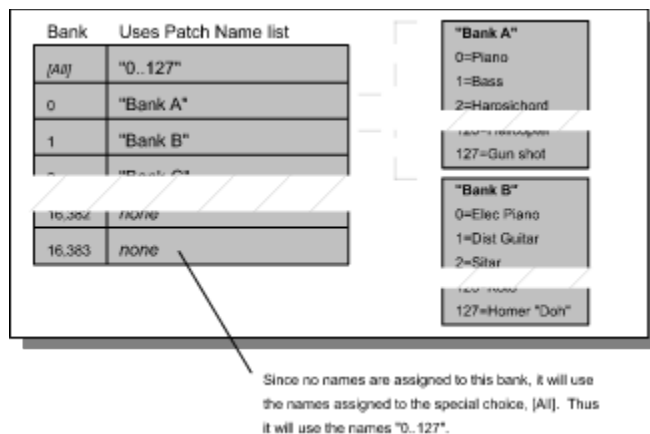 Bank Uses Patch Name list
[All] "0..127"
0 "Bank A"
1 "Bank B"
"Bank C"
16,382 none
16,383 none
"Bank A"
0=Piano
1=Bass
2=Harpsichord
127=Gun shot
"Bank B"
0=Elec Piano
1=Dist Guitar
2=Sitar
127=Homer "Doh"
Since no names are assigned to this bank, it will use
the names assigned to the special choice, [All]. Thus
it will use the names "0..127".